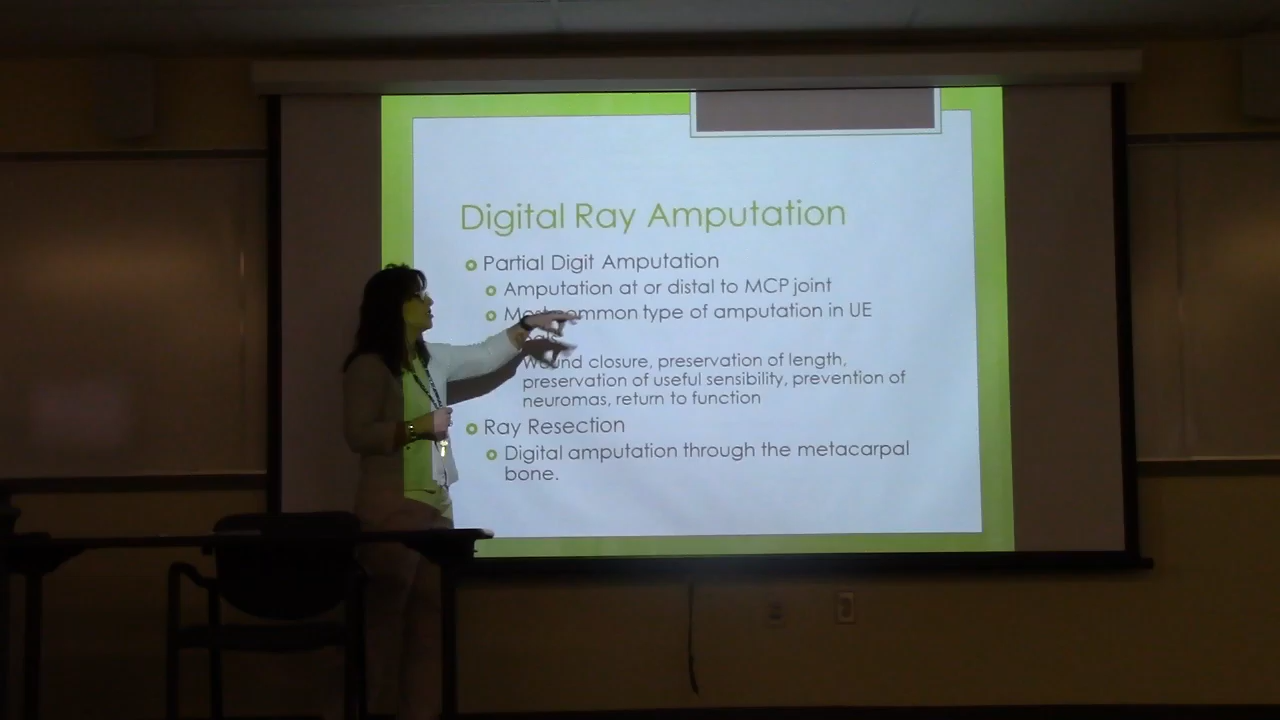 Digital Ray Amputation
Partial Digit Amputation
Amputation at or distal to MCP joint
Most common type of amputation in UE
Wound closure, preservation of length,
preservation of useful sensibility, prevention of
neuromas, return to function
Ray Resection
Digital amputation through the metacarpal
bone.